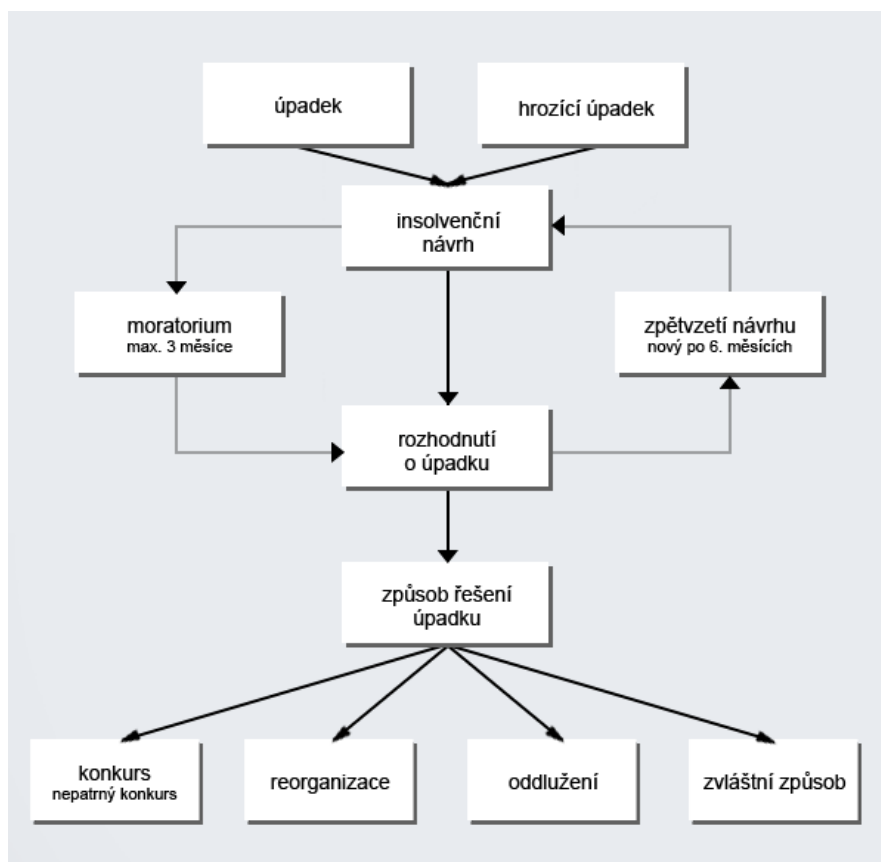 úpadek
hrozící úpadek
insolvenční
návrh
moratorium
max. 3 měsíce
zpětvzetí návrhu
nový po 6. měsících
rozhodnutí
o úpadku
způsob řešení
úpadku
konkurs
nepatrný konkurs
reorganizace
oddlužení
zvláštní způsob